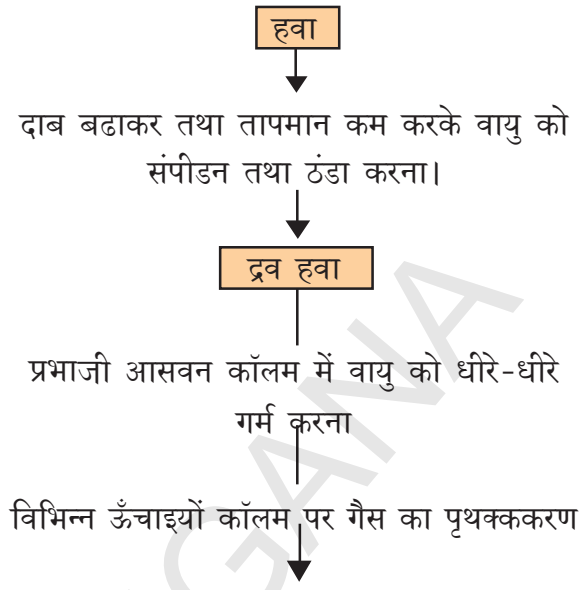 हवा
दाब बढाकर तथा तापमान कम करके वायु को
संपीडन तथा ठंडा करना।
द्रव हवा
प्रभाजी आसवन कॉलम में वायु को धीरे-धीरे
गर्म करना
विभिन्न ऊँचाइयों कॉलम पर गैस का पृथक्ककरण
GANA